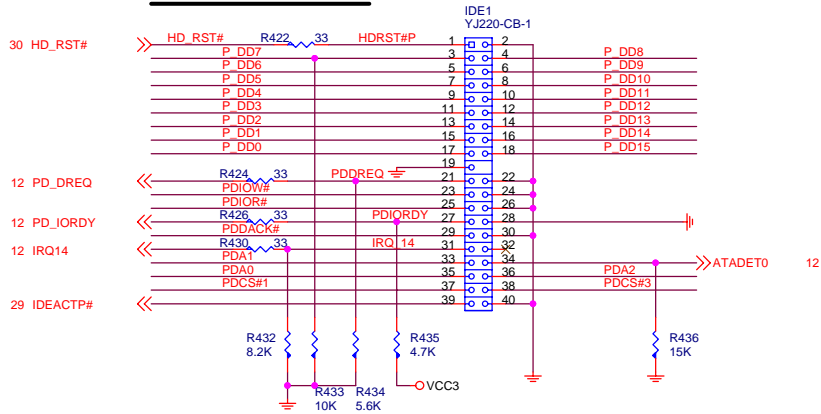 IDE1
YJ220-CB-1
30 HD_RST# HD_RST# R422 33 HDRST#P 1 2
P_DD7 3 4 P_DD8
P_DD6 5 6 P_DD9
P_DD5 7 8 P_DD10
P_DD4 9 10 P_DD11
P_DD3 11 12 P_DD12
P_DD2 13 14 P_DD13
P_DD1 15 16 P_DD14
P_DD0 17 18 P_DD15
19
12 PD_DREQ R424 33 PDDREQ 21 22
PDIOW# 23 24
PDIOR# 25 26
12 PD_IORDY R426 33 PDIORDY 27 28
PDDACK# 29 30
12 IRQ14 R430 33 IRQ_14 31 32
PDA1 33 34 ATADET0 12
PDA0 35 36 PDA2
PDCS#1 37 38 PDCS#3
29 IDEACTP# 39 40
R432 R435 R436
8.2K 4.7K 15K
VCC3
R433 R434
10K 5.6K